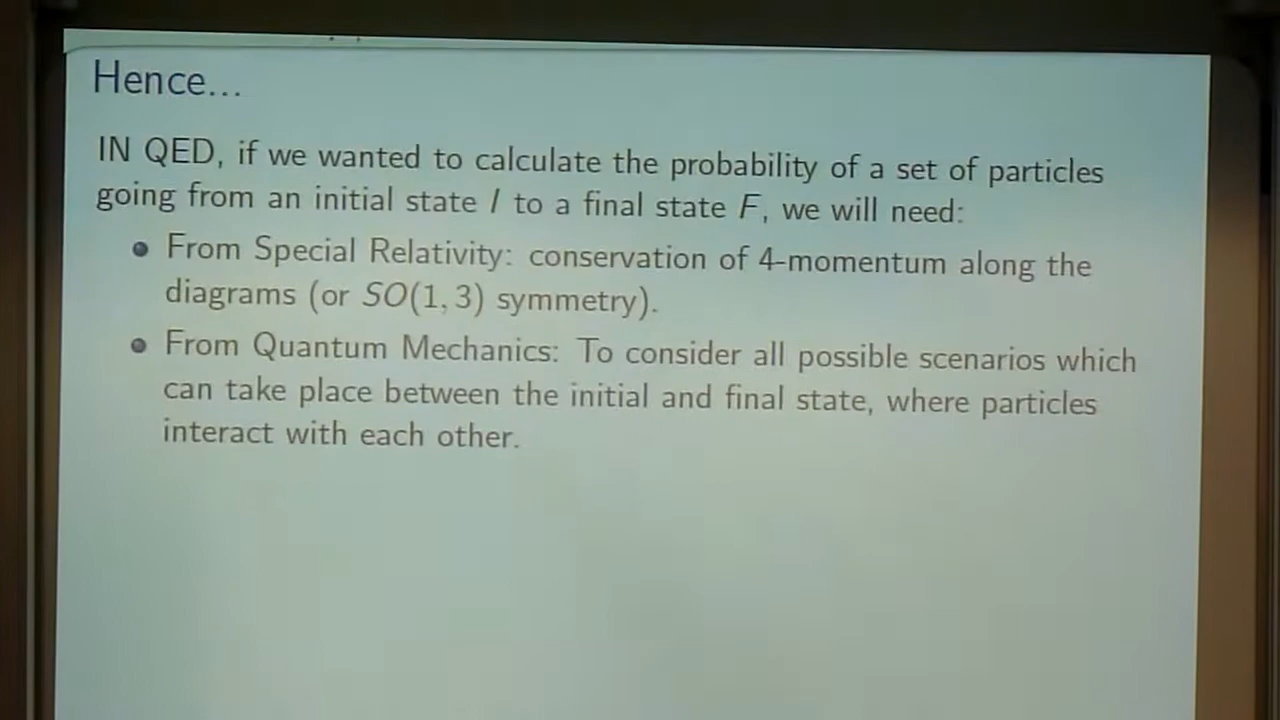 Hence...
IN QED, if we wanted to calculate the probability of a set of particles
going from an initial state I to a final state F, we will need:
• From Special Relativity: conservation of 4-momentum along the
diagrams (or SO(1, 3) symmetry).
• From Quantum Mechanics: To consider all possible scenarios which
can take place between the initial and final state, where particles
interact with each other.